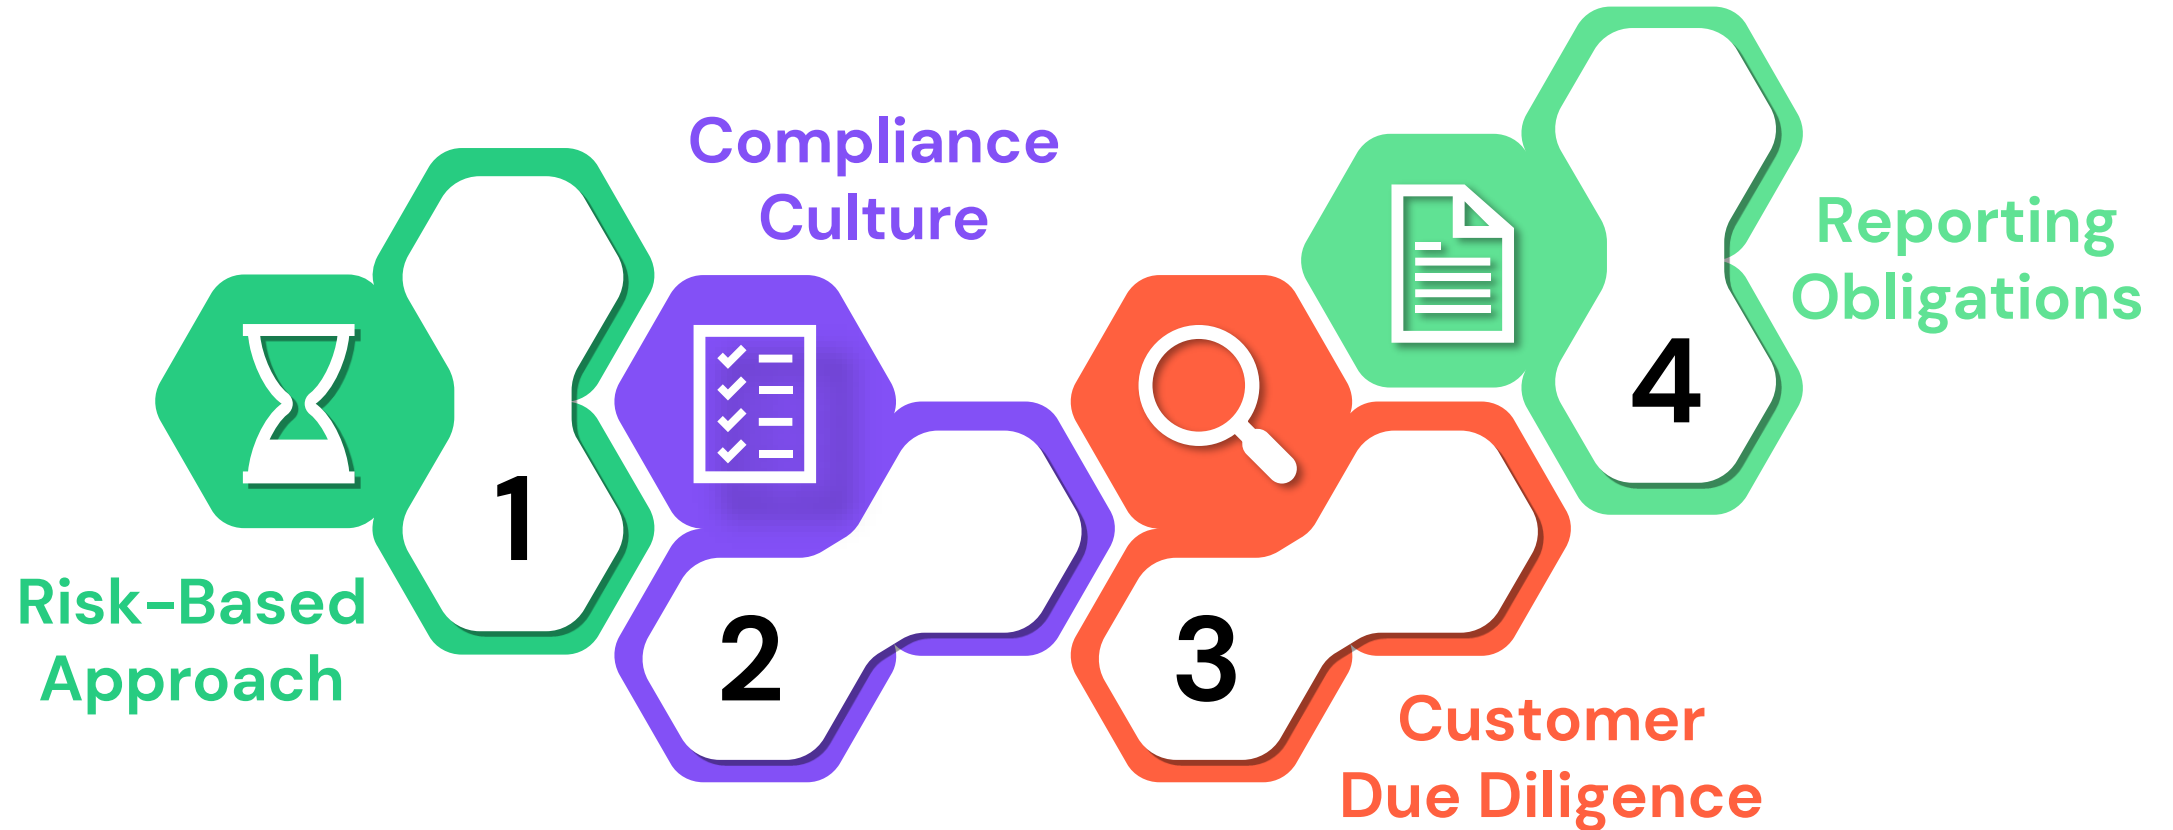 1
Risk-Based
Approach
Compliance
Culture
2
3
Customer
Due Diligence
4
Reporting
Obligations